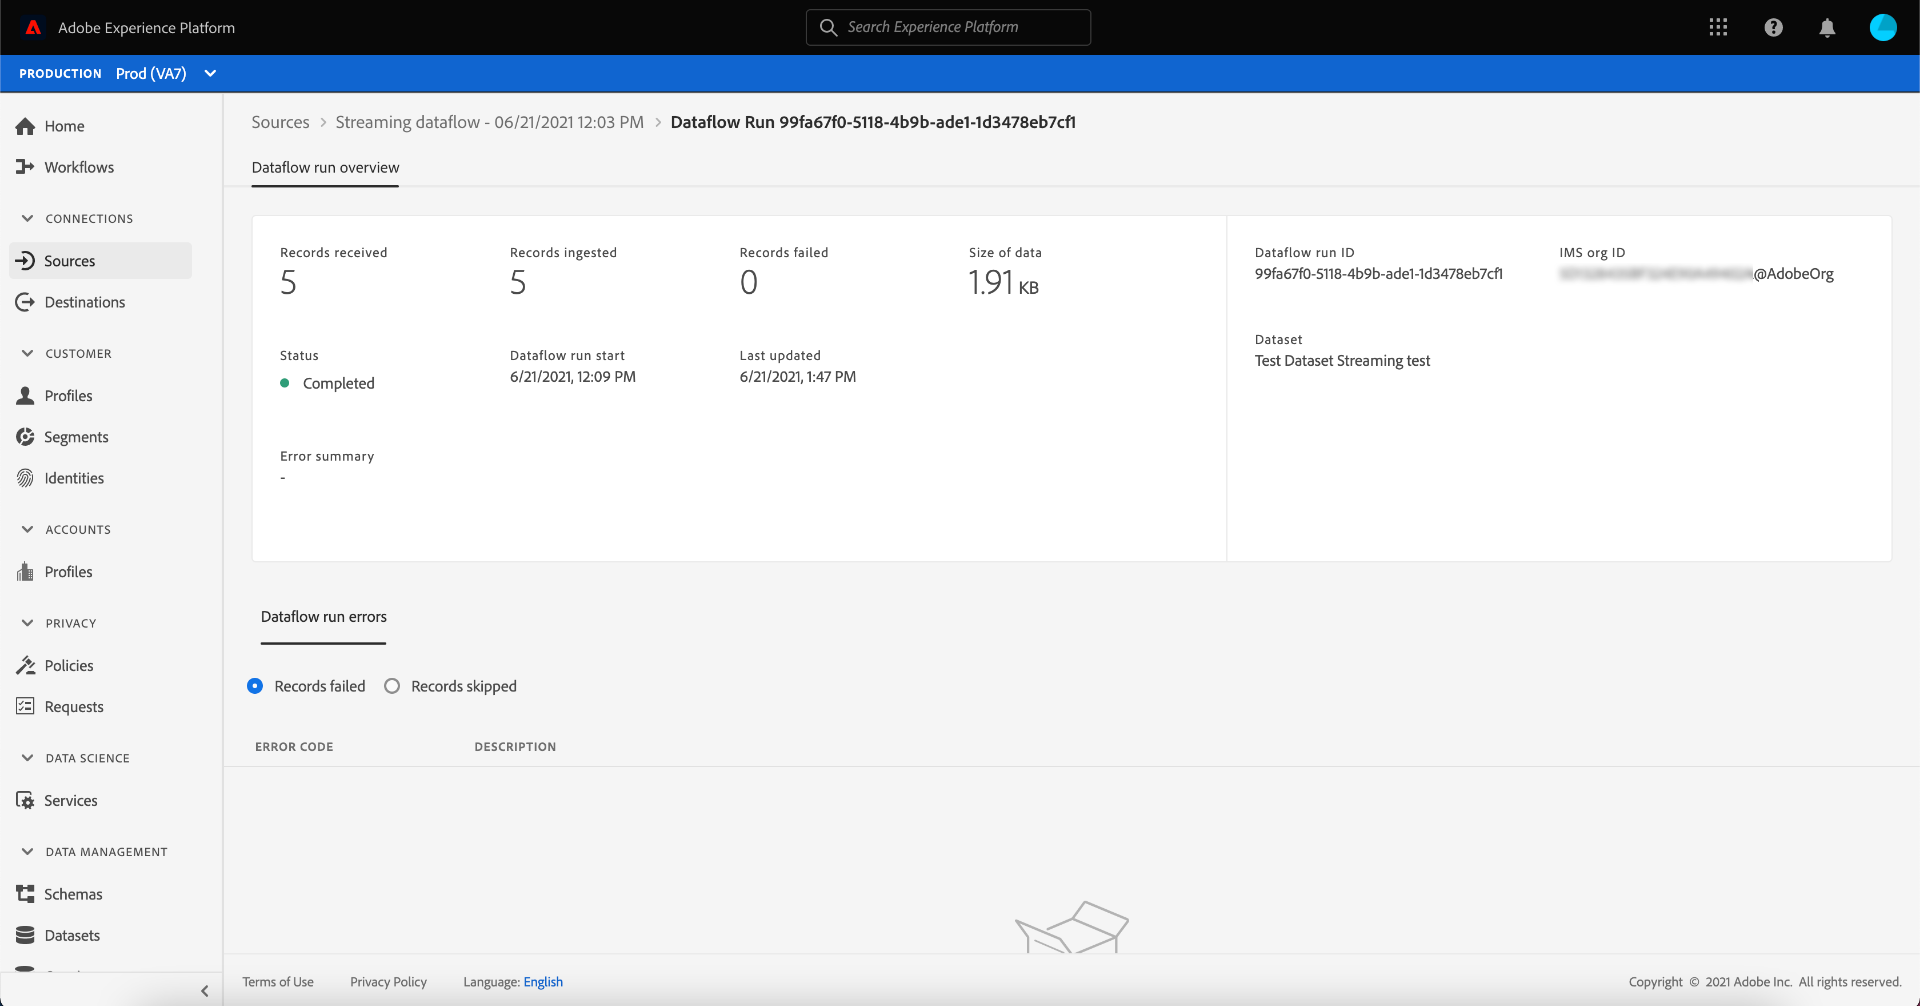 Adobe Experience Platform
Search Experience Platform
PRODUCTION Prod (VA7)
Home
Workflows
CONNECTIONS
Sources
Destinations
CUSTOMER
Profiles
Segments
Identities
ACCOUNTS
Profiles
PRIVACY
Policies
Requests
DATA SCIENCE
Services
DATA MANAGEMENT
Schemas
Datasets
Sources > Streaming dataflow - 06/21/2021 12:03 PM > Dataflow Run 99fa67f0-5118-4b9b-ade1-1d3478eb7cf1
Dataflow run overview
Records received
5
Records ingested
5
Records failed
0
Size of data
1.91 KB
Status
Completed
Dataflow run start
6/21/2021, 12:09 PM
Last updated
6/21/2021, 1:47 PM
Error summary
-
Dataflow run ID
99fa67f0-5118-4b9b-ade1-1d3478eb7cf1
IMS org ID
@AdobeOrg
Dataset
Test Dataset Streaming test
Dataflow run errors
Records failed Records skipped
ERROR CODE DESCRIPTION
Terms of Use Privacy Policy Language: English
Copyright © 2021 Adobe Inc. All rights reserved.